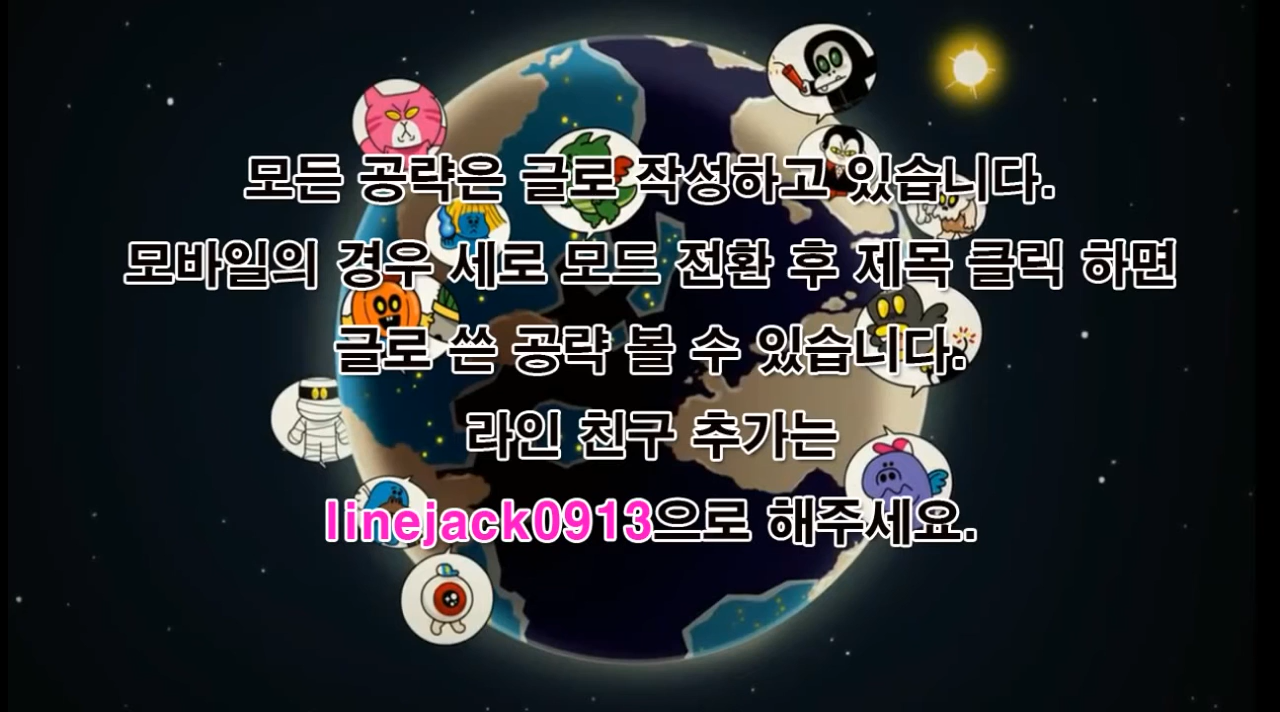 모든 공략은 글로 작성하고 있습니다.
모바일의 경우 세로 모드 전환 후 제목 클릭 하면
글로 쓴 공략 볼 수 있습니다.
라인 친구 추가는
linejack0913으로 해주세요.